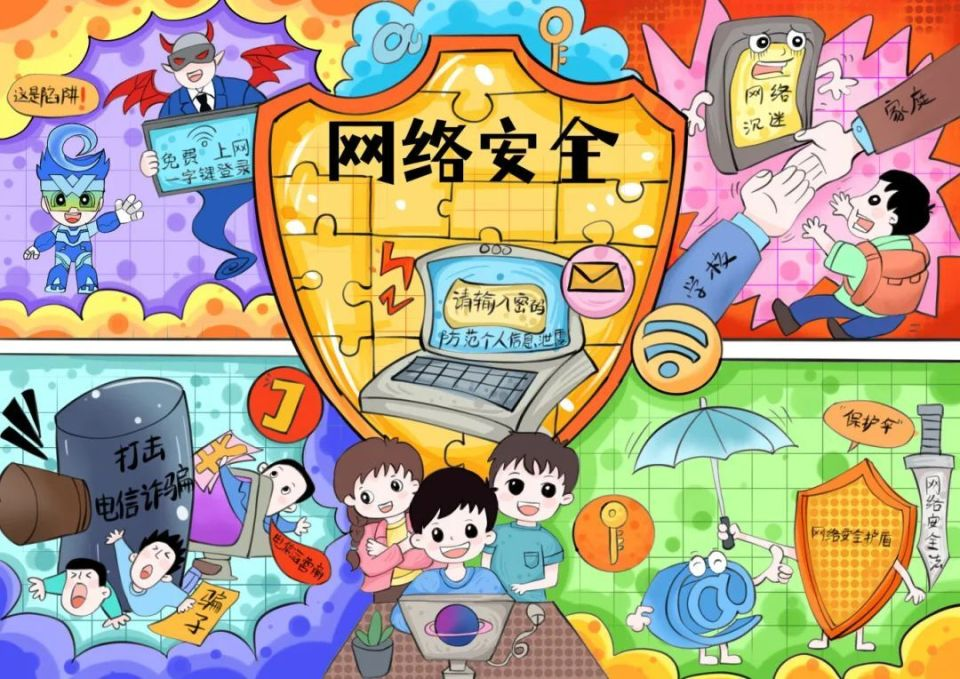 网络安全
这是陷阱!
免费 上网
一字键登录
网络
沉迷
家庭
学校
请输入密码
防范个人信息泄露
打击
电信诈骗
骗子
保护伞
网络安全护盾
网络安全法